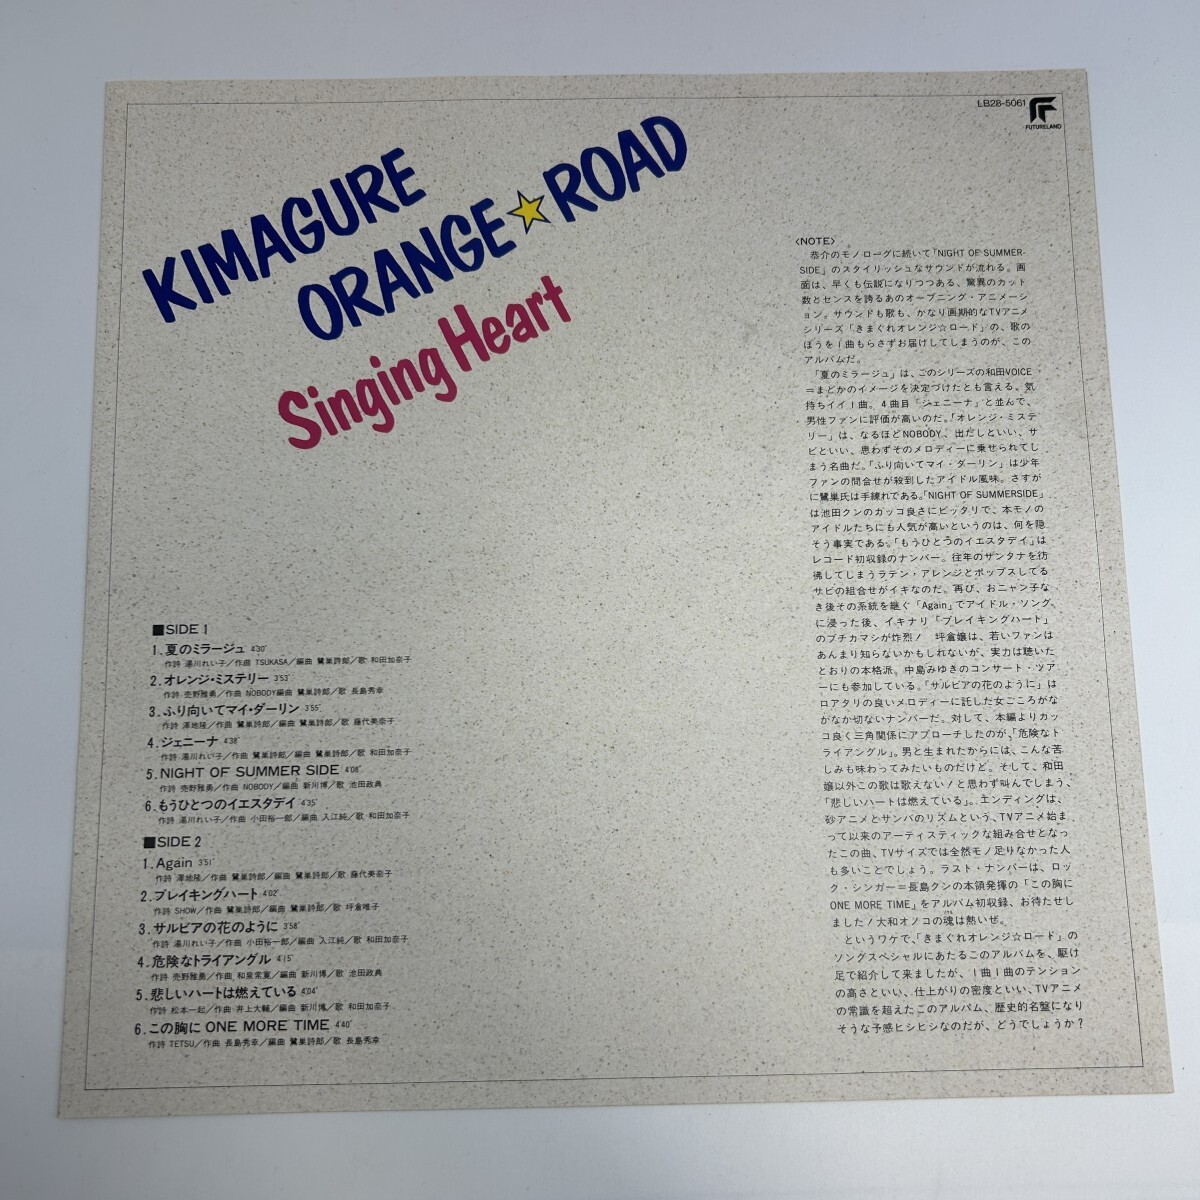 LB28-5061
FUTURELAND
KIMAGURE
ORANGE☆ROAD
Singing Heart
■SIDE 1
1.夏のミラージュ 4'30"
作詩 湯川れい子/作曲 TSUKASA/編曲 鷺巣詩郎/歌 和田加奈子
2.オレンジ・ミステリー 3'53"
作詩 売野雅勇/作曲 NOBODY編曲 鷺巣詩郎/歌 長島秀幸
3.ふり向いてマイ・ダーリン 3'55"
作詩 澤地隆/作曲 鷺巣詩郎/編曲 鷺巣詩郎/歌 藤代美奈子
4.ジェニーナ 4'38"
作詩 湯川れい子/作曲 鷺巣詩郎/編曲 鷺巣詩郎/歌 和田加奈子
5.NIGHT OF SUMMER SIDE 4'08"
作詩 売野雅勇/作曲 NOBODY/編曲 新川博/歌 池田政典
6.もうひとつのイエスタデイ 4'35"
作詩 湯川れい子/作曲 小田裕一郎/編曲 入江純/歌 和田加奈子
■SIDE 2
1.Again 3'51"
作詩 澤地隆/作曲 鷺巣詩郎/編曲 鷺巣詩郎/歌 藤代美奈子
2.ブレイキングハート 4'02"
作詩 SHOW/作曲 鷺巣詩郎/編曲 鷺巣詩郎/歌 坪倉唯子
3.サルビアの花のように 3'58"
作詩 湯川れい子/作曲 小田裕一郎/編曲 入江純/歌 和田加奈子
4.危険なトライアングル 4'15"
作詩 売野雅勇/作曲 和泉常寛/編曲 新川博/歌 池田政典
5.悲しいハートは燃えている 4'04"
作詩 松本一起/作曲 井上大輔/編曲 新川博/歌 和田加奈子
6.この胸に ONE MORE TIME 4'40"
作詩 TETSU/作曲 長島秀幸/編曲 鷺巣詩郎/歌 長島秀幸
〈NOTE〉
恭介のモノローグに続いて「NIGHT OF SUMMER-
SIDE」のスタイリッシュなサウンドが流れる。画
面は、早くも伝説になりつつある、驚異のカット
数とセンスを誇るあのオープニング・アニメーシ
ョン。サウンドも歌も、かなり画期的なTVアニメ
シリーズ「きまぐれオレンジ☆ロード」の、歌の
ほうを1曲もらさずお届けしてしまうのが、この
アルバムだ。
「夏のミラージュ」は、このシリーズの和田VOICE
=まどかのイメージを決定づけたとも言える。気
持ちイイ1曲。4曲目「ジェニーナ」と並んで、
男性ファンに評価が高いのだ。「オレンジ・ミステ
リー」は、なるほどNOBODY、出だしといい、サ
ビといい、思わずそのメロディーに乗せられてし
まう名曲だ。「ふり向いてマイ・ダーリン」は少年
ファンの問合せが殺到したアイドル風味。さすが
に鷺巣氏は手練れである。「NIGHT OF SUMMERSIDE」
は池田クンのカッコ良さにピッタリで、本モノの
アイドルたちにも人気が高いというのは、何を隠
そう事実である。「もうひとつのイエスタデイ」は
レコード初収録のナンバー。往年のサンタナを彷
彿してしまうラテン・アレンジとポップスしてる
サビの組合せがイキなのだ。再び、おニャン子な
き後その系統を継ぐ「Again」でアイドル・ソング
に浸った後、イキナリ「ブレイキングハート」
のブチカマシが炸烈! 坪倉嬢は、若いファンは
あんまり知らないかもしれないが、実力は聴いた
とおりの本格派。中島みゆきのコンサート・ツア
ーにも参加している。「サルビアの花のように」は
ロアタリの良いメロディーに託した女ごころがな
がなか切ないナンバーだ。対して、本編よりカッ
コ良く三角関係にアプローチしたのが、「危険なト
ライアングル」。男と生まれたからには、こんな苦
しみも味わってみたいものだけど。そして、和田
嬢以外この歌は歌えない!と思わず叫んでしまう、
「悲しいハートは燃えている」。エンディングは、
砂アニメとサンバのリズムという、TVアニメ始ま
って以来のアーティスティックな組み合せとなっ
たこの曲、TVサイズでは全然モノ足りなかった人
も多いことでしょう。ラスト・ナンバーは、ロッ
ク・シンガー=長島クンの本領発揮の「この胸に
ONE MORE TIME」をアルバム初収録、お待たせし
ました!大和オノコの魂は熱いぜ。
というワケで、「きまぐれオレンジ☆ロード」の
ソングスペシャルにあたるこのアルバムを、駆け
足で紹介して来ましたが、1曲1曲のテンション
の高さといい、仕上がりの密度といい、TVアニメ
の常識を超えたこのアルバム、歴史的名盤になり
そうな予感ヒシヒシなのだが、どうでしょうか?